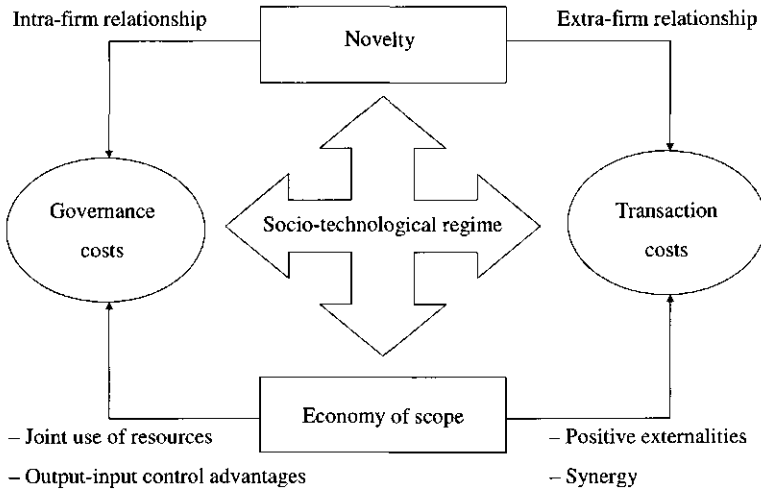 Intra-firm relationship
Novelty
Extra-firm relationship
Governance
costs
Socio-technological regime
Transaction
costs
Economy of scope
– Joint use of resources
– Output-input control advantages
– Positive externalities
– Synergy